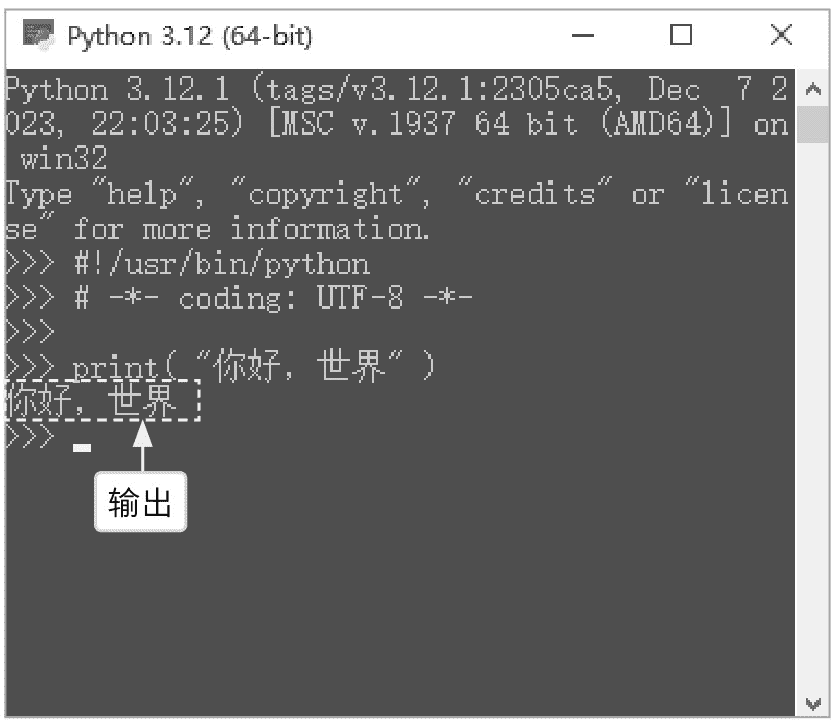 Python 3.12 (64-bit)
Python 3.12.1 (tags/v3.12.1:2305ca5, Dec  7 2
023, 22:03:25) [MSC v.1937 64 bit (AMD64)] on
 win32
Type "help", "copyright", "credits" or "licen
se" for more information.
>>> #!/usr/bin/python
>>> # -*- coding: UTF-8 -*-
>>>
>>> print( "你好，世界" )
你好，世界
>>>
输出